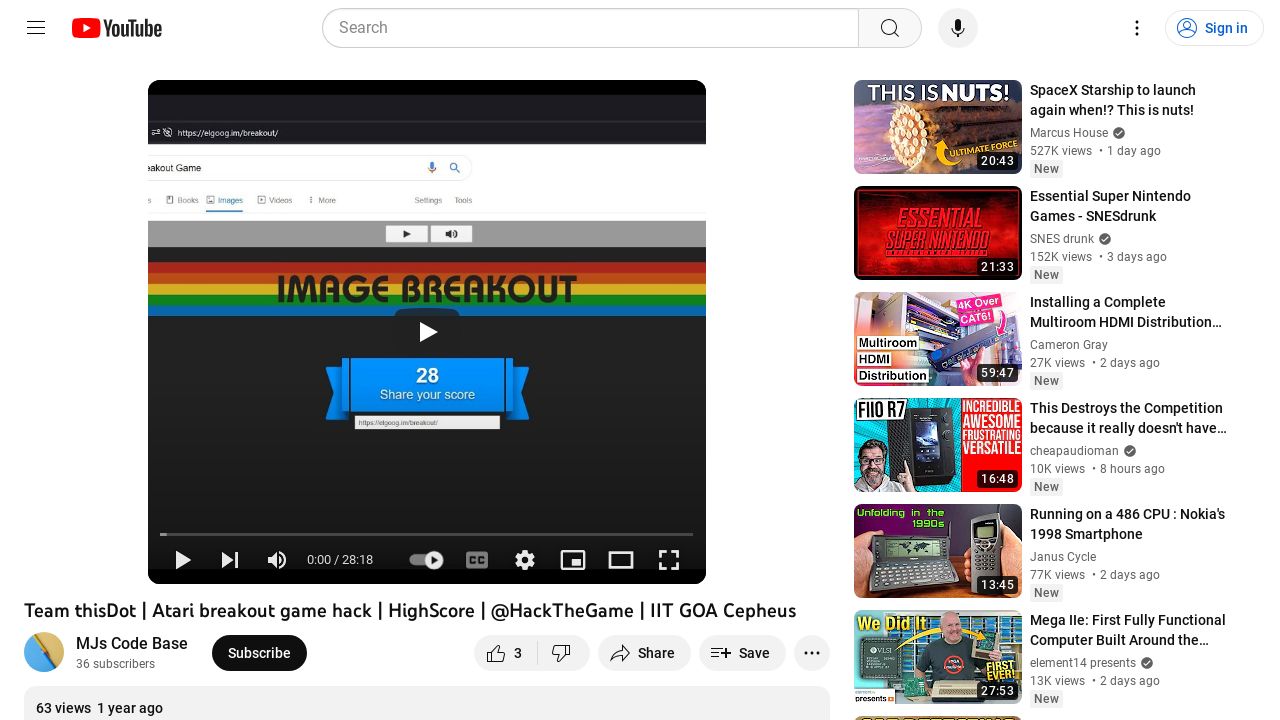 YouTube
Search
Sign in
https://elgoog.im/breakout/
eakout Game
Books
Images
Videos
More
Settings
Tools
IMAGE BREAKOUT
28
Share your score
https://elgoog.im/breakout/
0:00 / 28:18
CC
Team thisDot | Atari breakout game hack | HighScore | @HackTheGame | IIT GOA Cepheus
MJs Code Base
36 subscribers
Subscribe
3
Share
Save
63 views 1 year ago
THIS IS NUTS!
ULTIMATE FORCE
20:43
SpaceX Starship to launch
again when!? This is nuts!
Marcus House
527K views • 1 day ago
New
ESSENTIAL
SUPER NINTENDO
21:33
Essential Super Nintendo
Games - SNESdrunk
SNES drunk
152K views • 3 days ago
New
4K Over
CAT6!
Multiroom
HDMI
Distribution
59:47
Installing a Complete
Multiroom HDMI Distribution…
Cameron Gray
27K views • 2 days ago
New
FIIO R7
INCREDIBLE
AWESOME
FRUSTRATING
VERSATILE
16:48
This Destroys the Competition
because it really doesn't have…
cheapaudioman
10K views • 8 hours ago
New
Unfolding in the
1990s
13:45
Running on a 486 CPU : Nokia's
1998 Smartphone
Janus Cycle
77K views • 2 days ago
New
We Did It
VLSI
FIRST
EVER!
presents
27:53
Mega IIe: First Fully Functional
Computer Built Around the…
element14 presents
13K views • 2 days ago
New